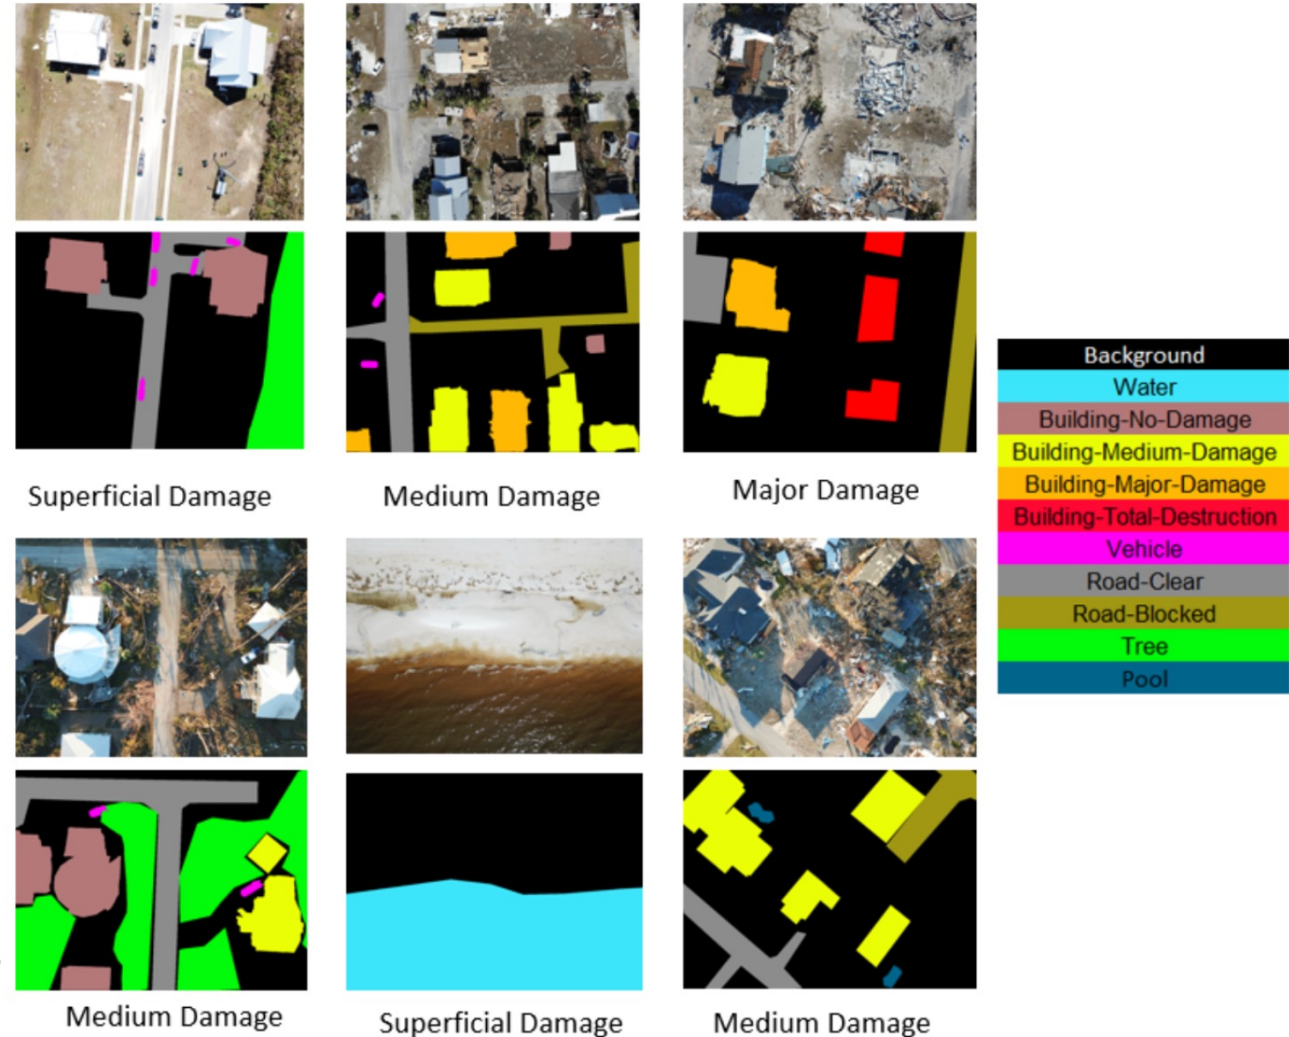 Superficial Damage
Medium Damage
Major Damage
Background
Water
Building-No-Damage
Building-Medium-Damage
Building-Major-Damage
Building-Total-Destruction
Vehicle
Road-Clear
Road-Blocked
Tree
Pool
Medium Damage
Superficial Damage
Medium Damage